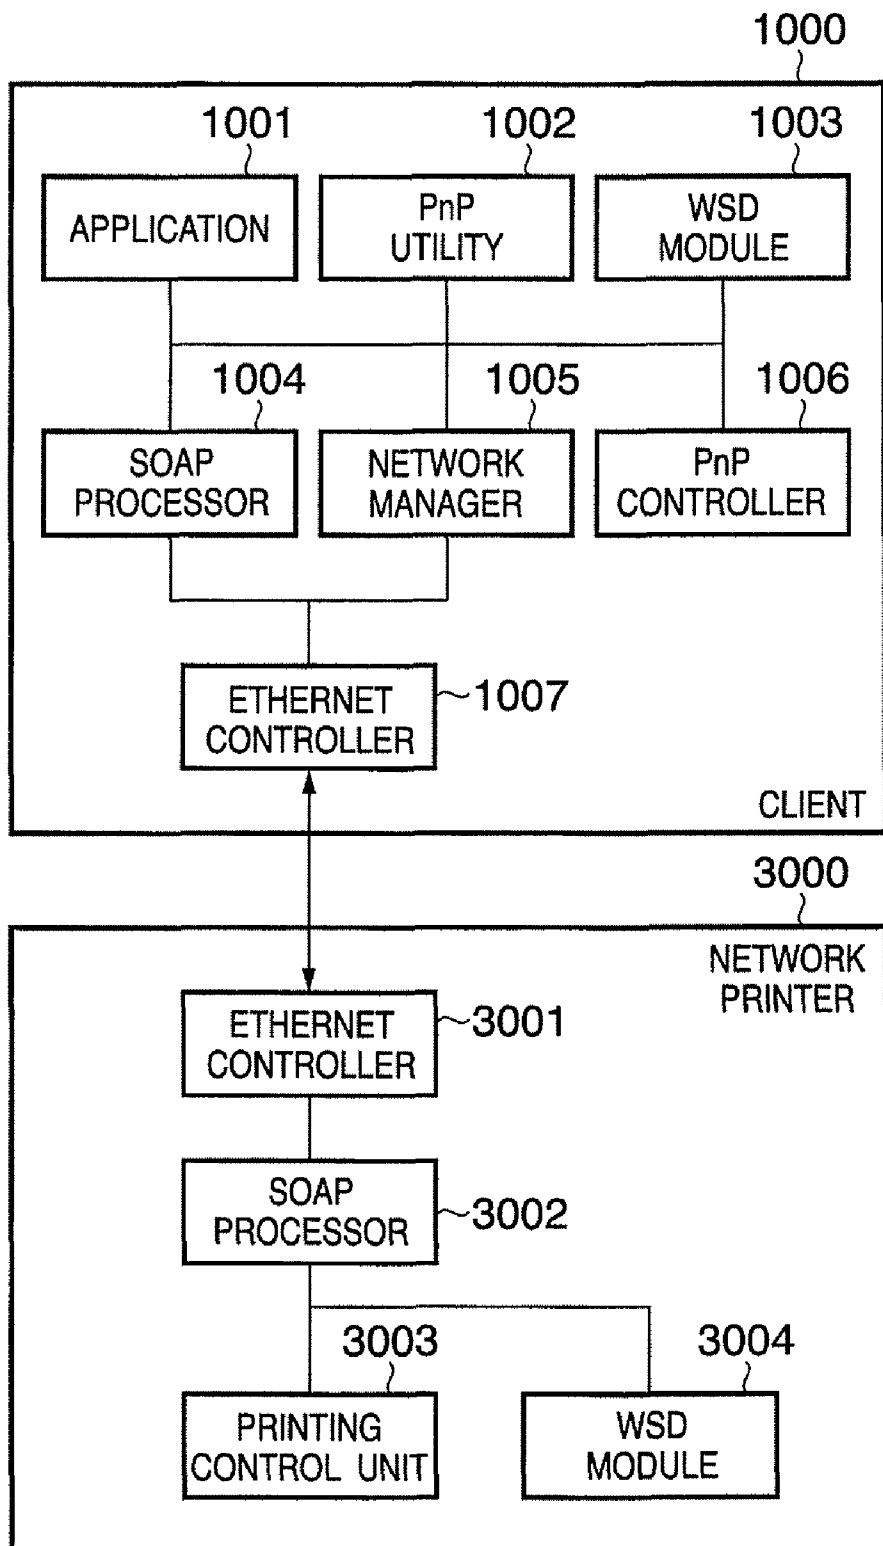 1000
1001
1002
1003
APPLICATION
PnP
UTILITY
WSD
MODULE
1004
1005
1006
SOAP
PROCESSOR
NETWORK
MANAGER
PnP
CONTROLLER
ETHERNET
CONTROLLER
1007
CLIENT
3000
NETWORK
PRINTER
ETHERNET
CONTROLLER
3001
SOAP
PROCESSOR
3002
3003
3004
PRINTING
CONTROL UNIT
WSD
MODULE